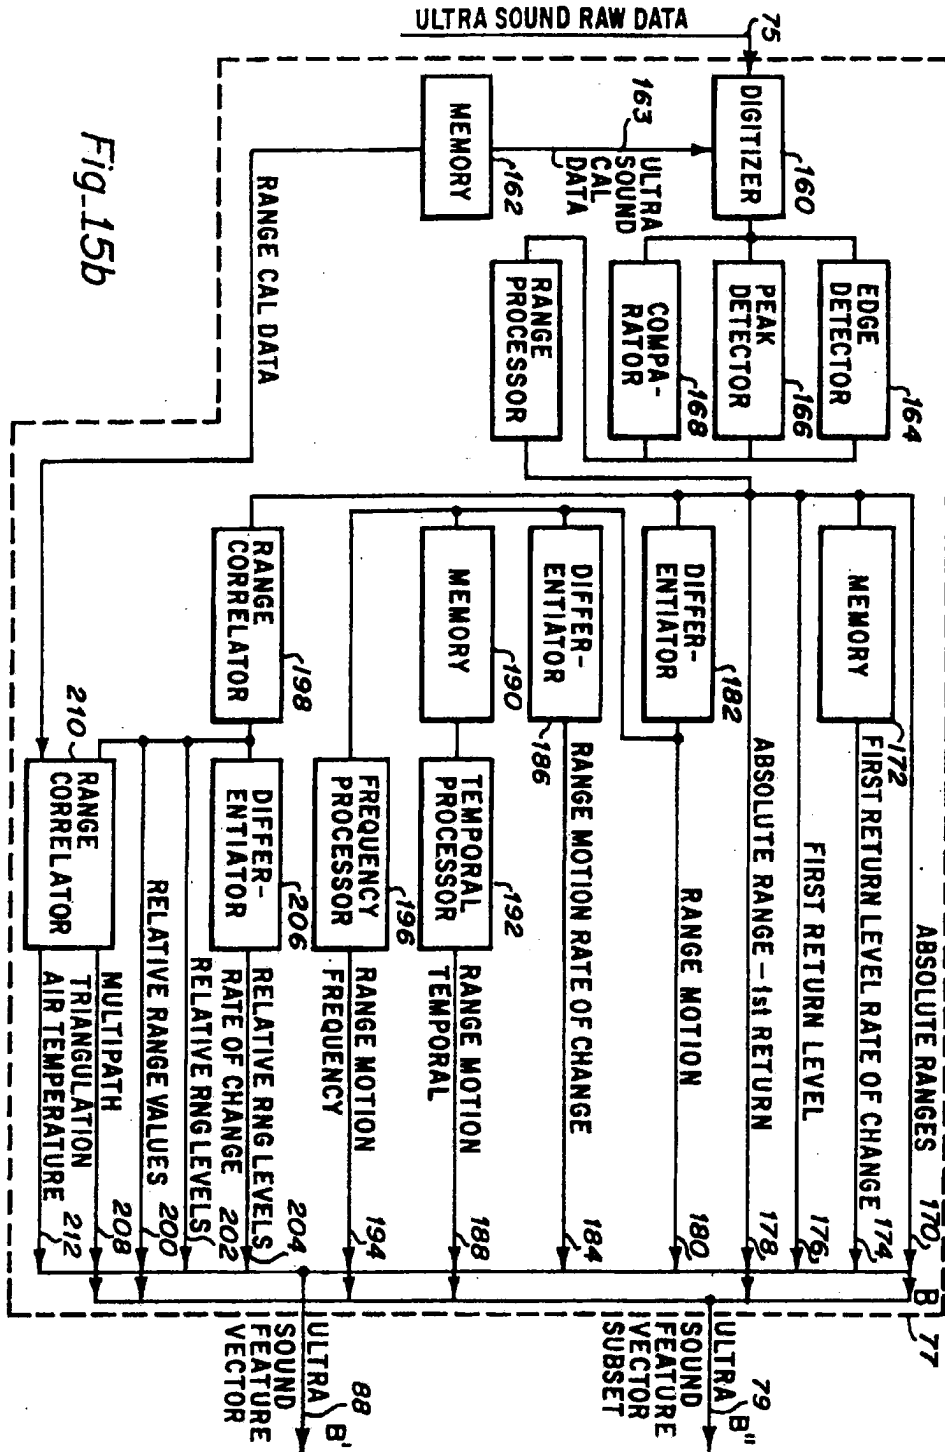 ULTRA SOUND RAW DATA
75
DIGITIZER
160
163
ULTRA
SOUND
CAL
DATA
MEMORY
162
RANGE CAL DATA
EDGE
DETECTOR
164
PEAK
DETECTOR
166
COMPA-
RATOR
168
RANGE
PROCESSOR
MEMORY
172
DIFFER-
ENTIATOR
182
DIFFER-
ENTIATOR
186
MEMORY
190
TEMPORAL
PROCESSOR
192
FREQUENCY
PROCESSOR
196
RANGE
CORRELATOR
198
DIFFER-
ENTIATOR
206
210
RANGE
CORRELATOR
ABSOLUTE RANGES
170
B
77
FIRST RETURN LEVEL RATE OF CHANGE
174
FIRST RETURN LEVEL
176
ABSOLUTE RANGE - 1st RETURN
178
RANGE MOTION
180
RANGE MOTION RATE OF CHANGE
184
RANGE MOTION
TEMPORAL
188
RANGE MOTION
FREQUENCY
194
RELATIVE RNG LEVELS
RATE OF CHANGE
204
RELATIVE RNG LEVELS
202
RELATIVE RANGE VALUES
200
MULTIPATH
TRIANGULATION
208
AIR TEMPERATURE
212
79
ULTRA B"
SOUND
FEATURE
VECTOR
SUBSET
88
ULTRA B'
SOUND
FEATURE
VECTOR
Fig_15b